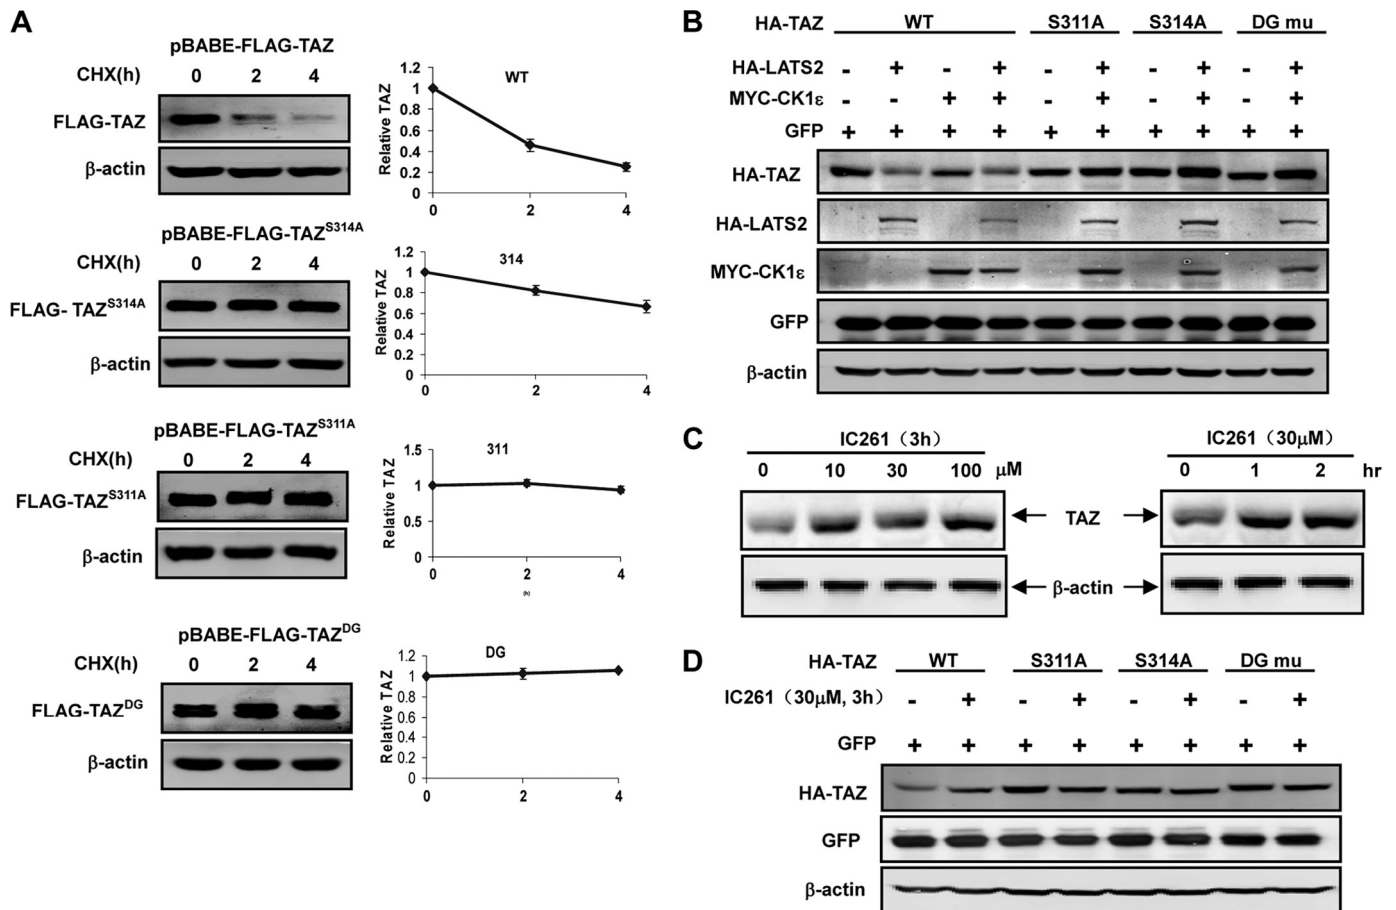 A
pBABE-FLAG-TAZ
CHX(h) 0 2 4
FLAG-TAZ
β-actin
Relative TAZ
WT
1.2
1
0.8
0.6
0.4
0.2
0
0 2 4
pBABE-FLAG-TAZS314A
CHX(h) 0 2 4
FLAG- TAZS314A
β-actin
Relative TAZ
314
1.2
1
0.8
0.6
0.4
0.2
0
0 2 4
pBABE-FLAG-TAZS311A
CHX(h) 0 2 4
FLAG-TAZS311A
β-actin
Relative TAZ
311
1.5
1
0.5
0
0 2 4
(h)
pBABE-FLAG-TAZDG
CHX(h) 0 2 4
FLAG-TAZDG
β-actin
Relative TAZ
DG
1.2
1
0.8
0.6
0.4
0.2
0
0 2 4
B
HA-TAZ WT S311A S314A DG mu
HA-LATS2 - + - + - + - + - +
MYC-CK1ε - - + + - + - + - +
GFP + + + + + + + + + +
HA-TAZ
HA-LATS2
MYC-CK1ε
GFP
β-actin
C
IC261（3h）
0 10 30 100 μM
IC261（30μM）
0 1 2 hr
TAZ
β-actin
D
HA-TAZ WT S311A S314A DG mu
IC261（30μM, 3h） - + - + - + - +
GFP + + + + + + + +
HA-TAZ
GFP
β-actin